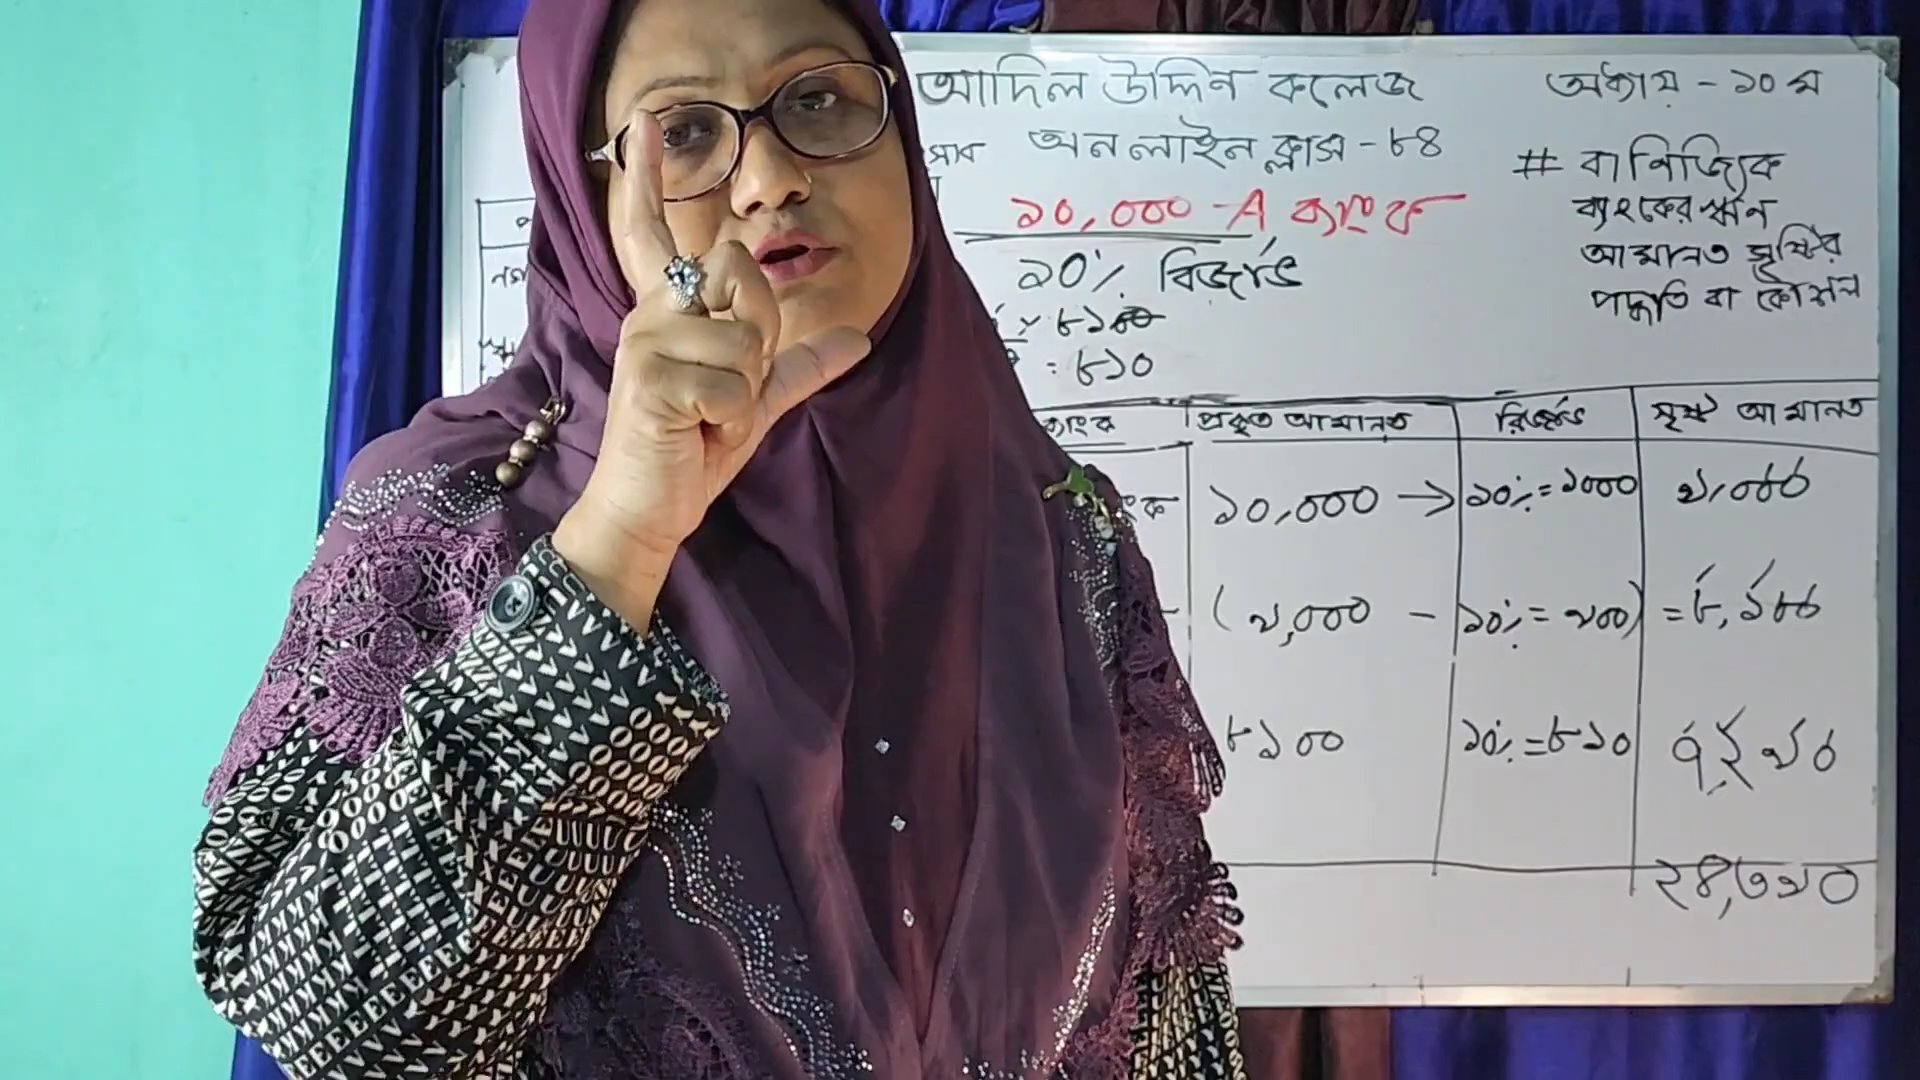 আদিল উদ্দিন কলেজ
অনলাইন ক্লাস - ৮৪
১০,০০০ - A ব্যাংক
১০% রিজার্ভ
৮১০০
= ৮১০
অধ্যায় - ১০ম
# বাণিজ্যিক
ব্যাংকের ঋণ
আমানত সৃষ্টির
পদ্ধতি বা কৌশল
ব্যাংক প্রকৃত আমানত রিজার্ভ সৃষ্ট আমানত
১০,০০০ → ১০% = ১০০০ ৯,০০০
( ৯,০০০ - ১০% = ৯০০) = ৮,১০০
৮১০০ ১০% = ৮১০ ৭২৯০
২৪,৩৯০